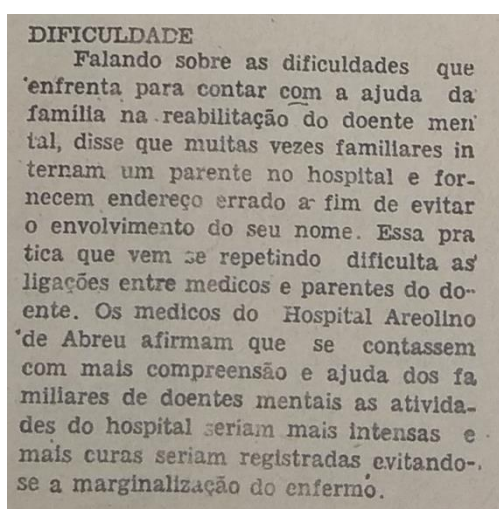 DIFICULDADE
Falando sobre as dificuldades que
enfrenta para contar com a ajuda da
família na reabilitação do doente men
tal, disse que muitas vezes familiares in
ternam um parente no hospital e for-
necem endereço errado a fim de evitar
o envolvimento do seu nome. Essa pra
tica que vem se repetindo dificulta as
ligações entre medicos e parentes do do-
ente. Os medicos do Hospital Areolino
de Abreu afirmam que se contassem
com mais compreensão e ajuda dos fa
miliares de doentes mentais as ativida-
des do hospital seriam mais intensas e
mais curas seriam registradas evitando-
se a marginalização do enfermo.